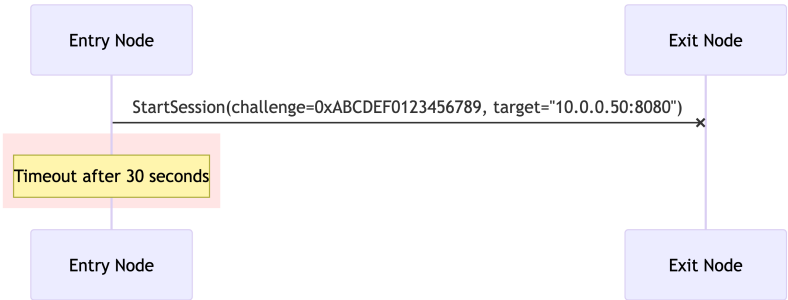 Entry Node
Exit Node
StartSession(challenge=0xABCDEF0123456789, target="10.0.0.50:8080")
Timeout after 30 seconds
Entry Node
Exit Node